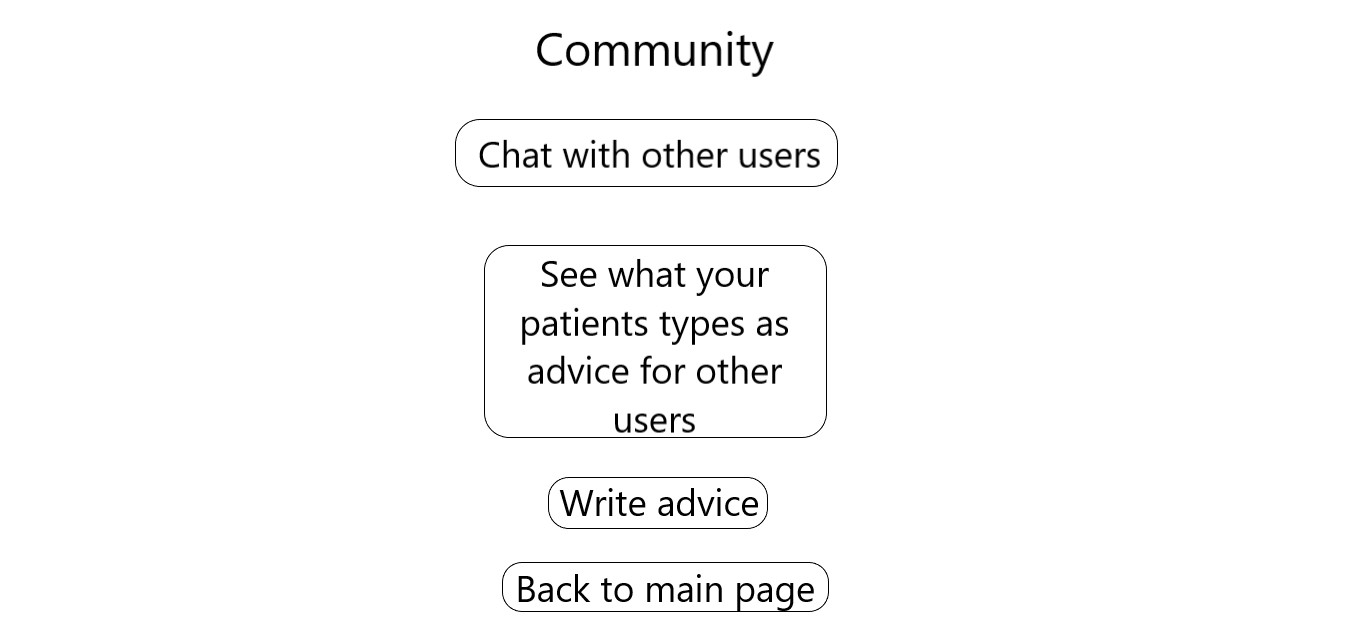 Community
Chat with other users
See what your
patients types as
advice for other
users
Write advice
Back to main page